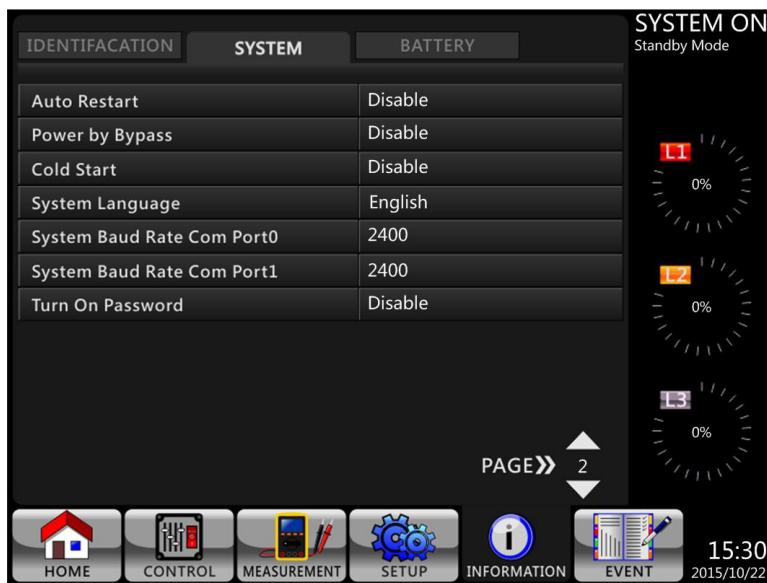 SYSTEM ON
Standby Mode
IDENTIFACATION SYSTEM BATTERY
Auto Restart Disable
Power by Bypass Disable
Cold Start Disable
System Language English
System Baud Rate Com Port0 2400
System Baud Rate Com Port1 2400
Turn On Password Disable
L1
0%
L2
0%
L3
0%
PAGE» 2
HOME CONTROL MEASUREMENT SETUP INFORMATION EVENT
15:30
2015/10/22